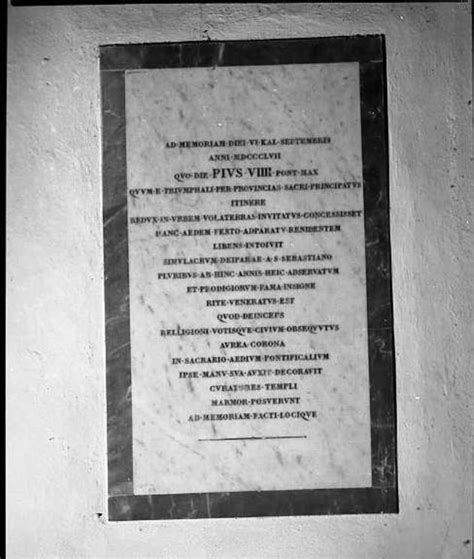 AD·MEMORIAM·DIEI·VI·KAL·SEPTEMBRIS
ANNI·MDCCCLVII
QVO·DIE·PIVS·VIIII·PONT·MAX
QVVM·E·TRIVMPHALI·PER·PROVINCIAS·SACRI·PRINCIPATVS
ITINERE
REDVX·IN·VRBEM·VOLATERRAS·INVITATVS·CONCESSISSET
HANC·AEDEM·FESTO·ADPARATV·RENIDENTEM
LIBENS·INTOIVIT
SIMVLACRVM·DEIPARAE·A·S·SEBASTIANO
PLVRIBVS·AB·HINC·ANNIS·HEIC·ADSERVATVM
ET·PRODIGIORVM·FAMA·INSIGNE
RITE·VENERATVS·EST
QVOD·DEINCEPS
RELLIGIONI·VOTISQVE·CIVIVM·OBSEQVVTVS
AVREA·CORONA
IN·SACRARIO·AEDIVM·PONTIFICALIVM
IPSE·MANV·SVA·AVXIT·DECORAVIT
CVRATORES·TEMPLI
MARMOR·POSVERVNT
AD·MEMORIAM·FACTI·LOCIQVE